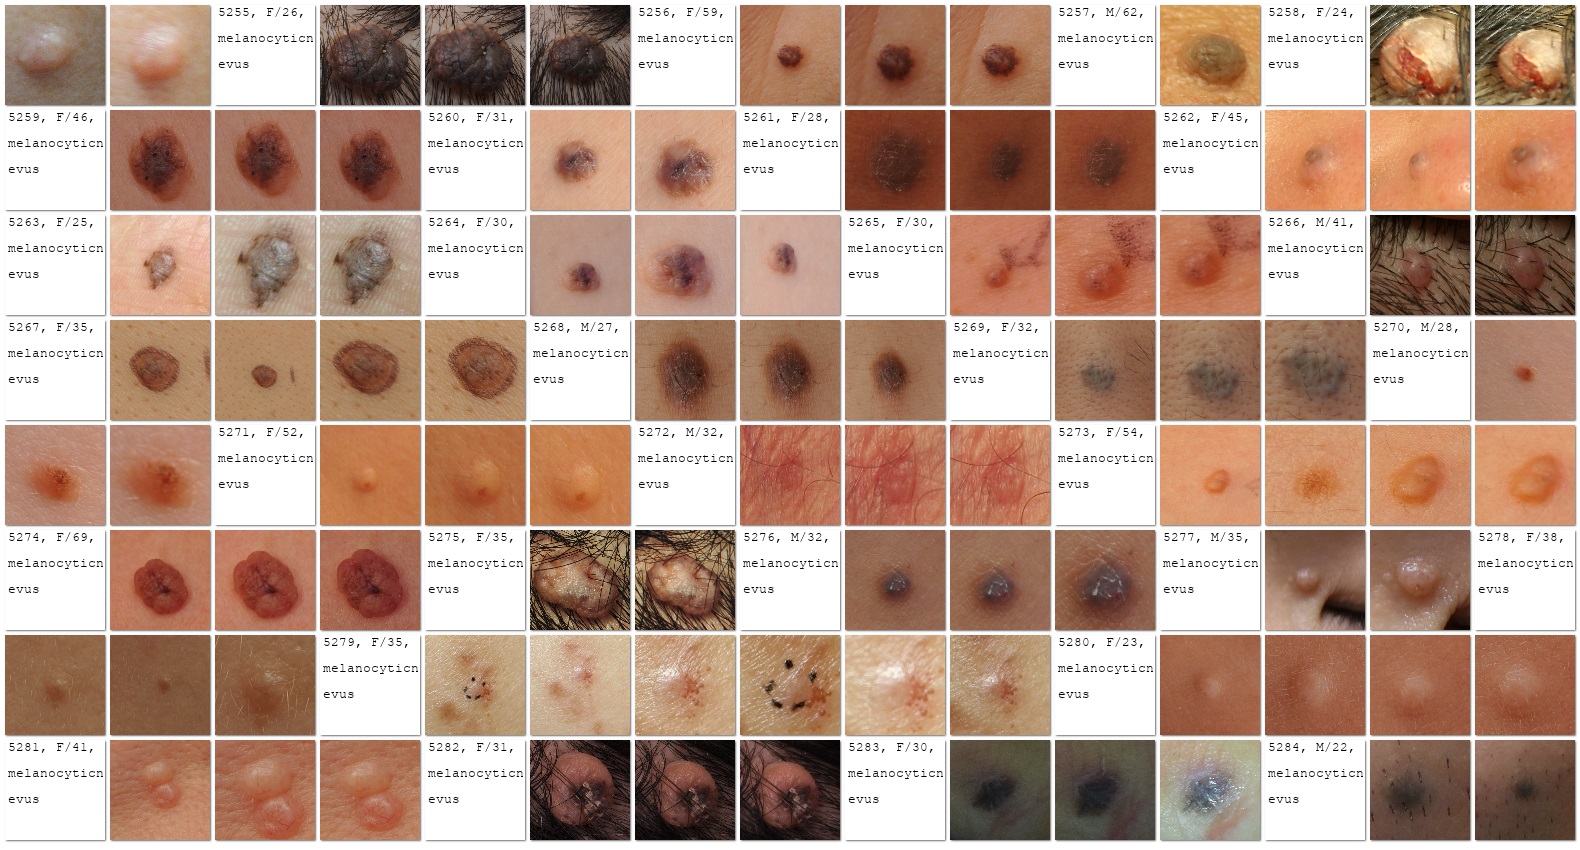 5255, F/26,
melanocyticn
evus
5256, F/59,
melanocyticn
evus
5257, M/62,
melanocyticn
evus
5258, F/24,
melanocyticn
evus
5259, F/46,
melanocyticn
evus
5260, F/31,
melanocyticn
evus
5261, F/28,
melanocyticn
evus
5262, F/45,
melanocyticn
evus
5263, F/25,
melanocyticn
evus
5264, F/30,
melanocyticn
evus
5265, F/30,
melanocyticn
evus
5266, M/41,
melanocyticn
evus
5267, F/35,
melanocyticn
evus
5268, M/27,
melanocyticn
evus
5269, F/32,
melanocyticn
evus
5270, M/28,
melanocyticn
evus
5271, F/52,
melanocyticn
evus
5272, M/32,
melanocyticn
evus
5273, F/54,
melanocyticn
evus
5274, F/69,
melanocyticn
evus
5275, F/35,
melanocyticn
evus
5276, M/32,
melanocyticn
evus
5277, M/35,
melanocyticn
evus
5278, F/38,
melanocyticn
evus
5279, F/35,
melanocyticn
evus
5280, F/23,
melanocyticn
evus
5281, F/41,
melanocyticn
evus
5282, F/31,
melanocyticn
evus
5283, F/30,
melanocyticn
evus
5284, M/22,
melanocyticn
evus